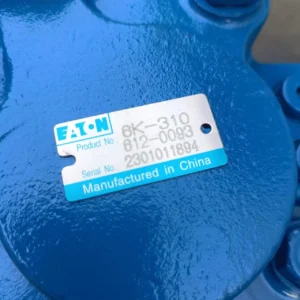 EATON 6K-310
Product No 612-0093
Serial No 2301011894
Manufactured in China